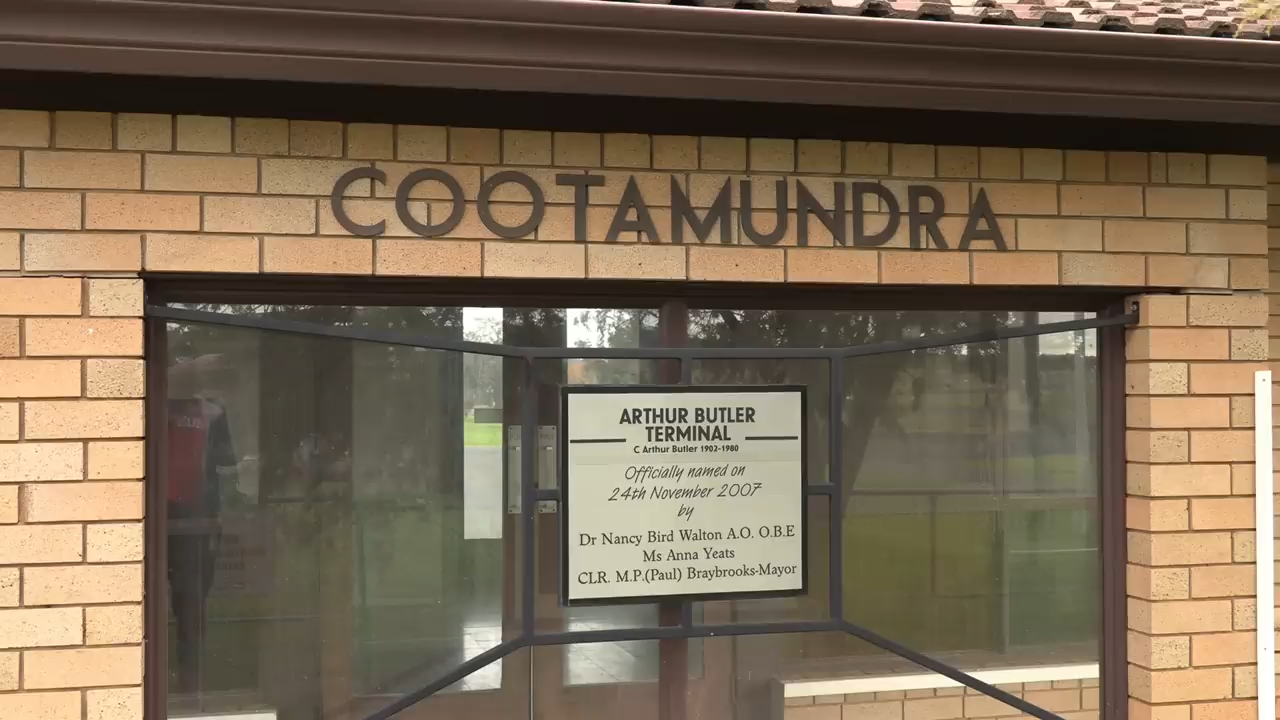 COOTAMUNDRA
ARTHUR BUTLER
TERMINAL
C Arthur Butler 1902-1980
Officially named on
24th November 2007
by
Dr Nancy Bird Walton A.O. O.B.E
Ms Anna Yeats
CLR. M.P.(Paul) Braybrooks-Mayor